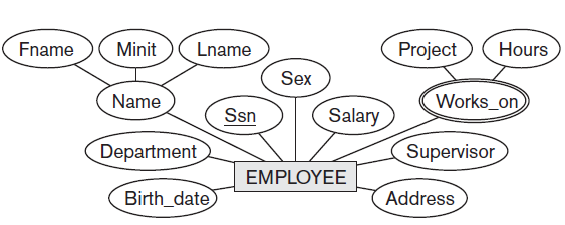 Fname
Minit
Lname
Project
Hours
Name
Sex
Works_on
Ssn
Salary
Department
Supervisor
EMPLOYEE
Birth_date
Address